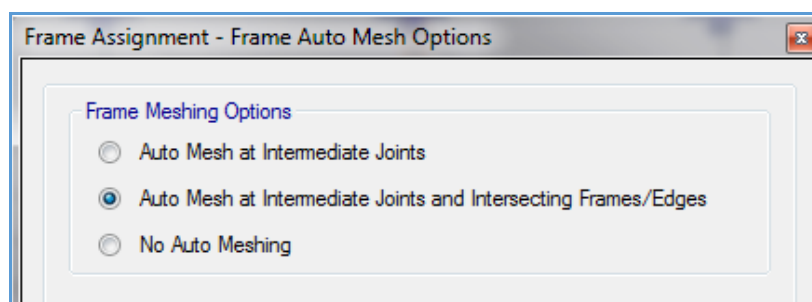 Frame Assignment - Frame Auto Mesh Options
Frame Meshing Options
Auto Mesh at Intermediate Joints
Auto Mesh at Intermediate Joints and Intersecting Frames/Edges
No Auto Meshing